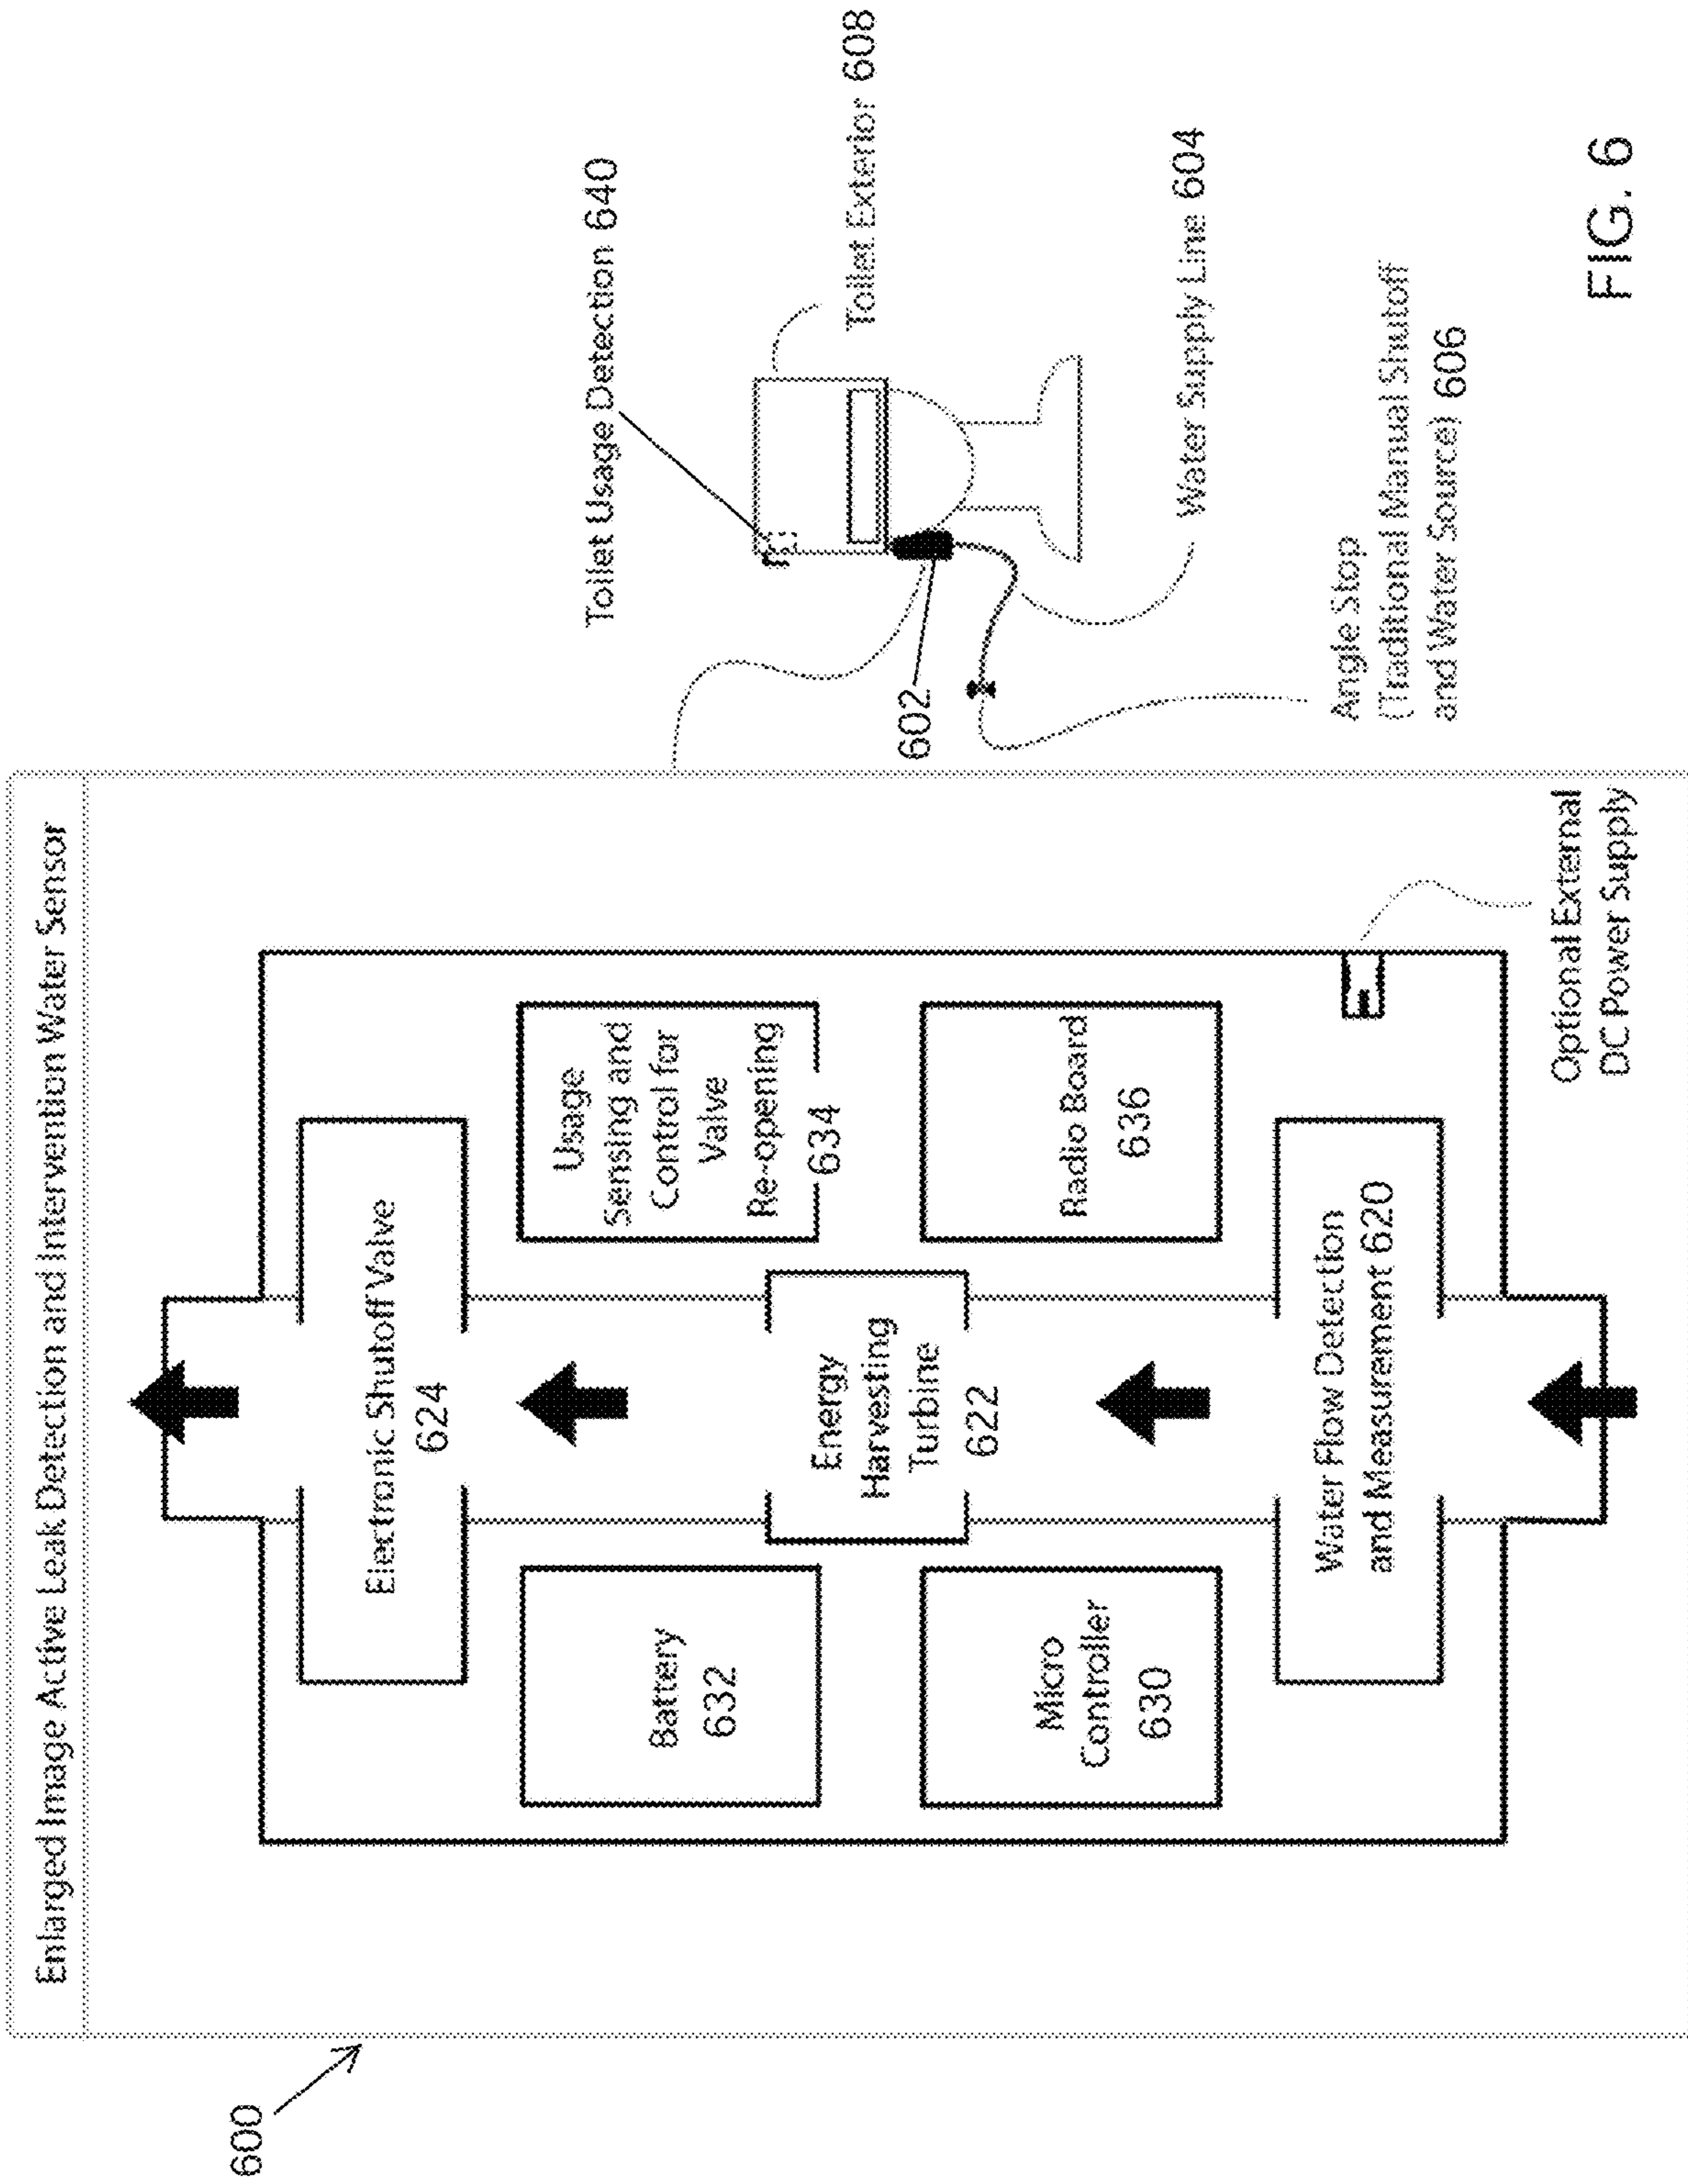 600
Enlarged Image Active Leak Detection and Intervention Water Sensor
Electronic Shutoff Valve
624
Battery
632
Usage
Sensing and
Control for
Valve
Re-opening
634
Energy
Harvesting
Turbine
622
Micro
Controller
630
Radio Board
636
Water Flow Detection
and Measurement 620
Optional External
DC Power Supply
Toilet Usage Detection 640
Toilet Exterior 608
602
Water Supply Line 604
Angle Stop
(Traditional Manual Shutoff
and Water Source) 606
FIG. 6